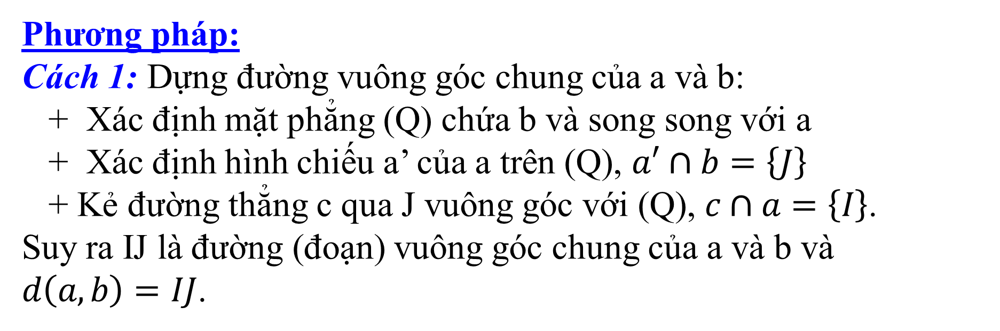 Phương pháp:
Cách 1: Dựng đường vuông góc chung của a và b:
+ Xác định mặt phẳng (Q) chứa b và song song với a
+ Xác định hình chiếu a’ của a trên (Q), a′ ∩ b = {J}
+ Kẻ đường thẳng c qua J vuông góc với (Q), c ∩ a = {I}.
Suy ra IJ là đường (đoạn) vuông góc chung của a và b và
d(a, b) = IJ.